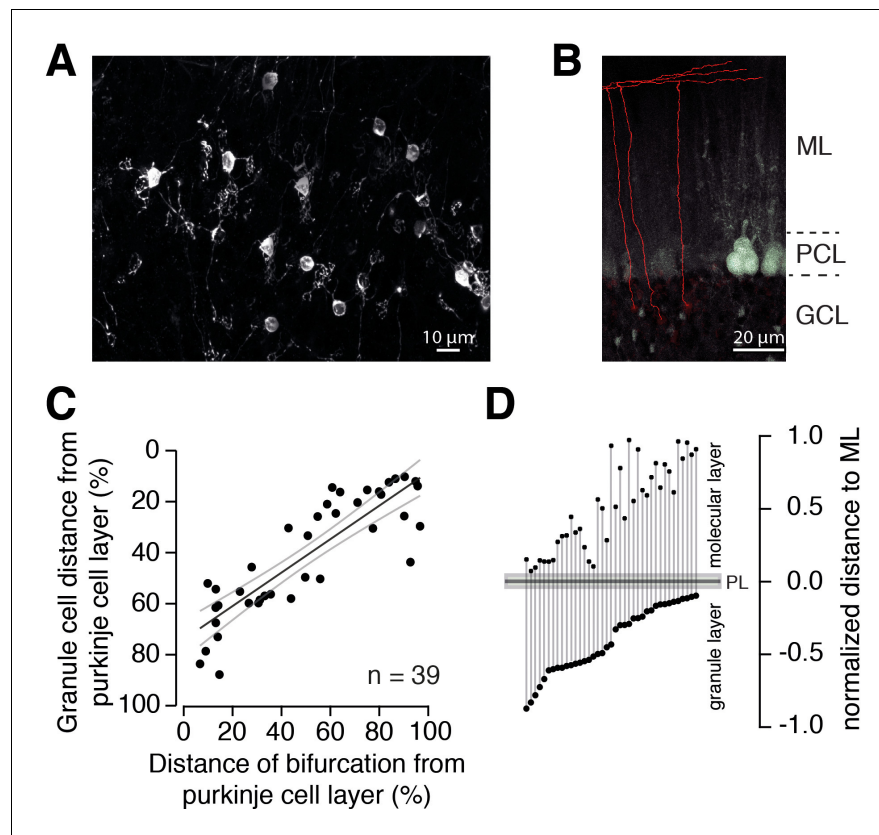 A
10 µm
B
ML
PCL
GCL
20 µm
C
Granule cell distance from
purkinje cell layer (%)
0
20
40
60
80
100
n = 39
0 20 40 60 80 100
Distance of bifurcation from
purkinje cell layer (%)
D
molecular layer
PL
granule layer
1.0
0.5
0.0
-0.5
-1.0
normalized distance to ML